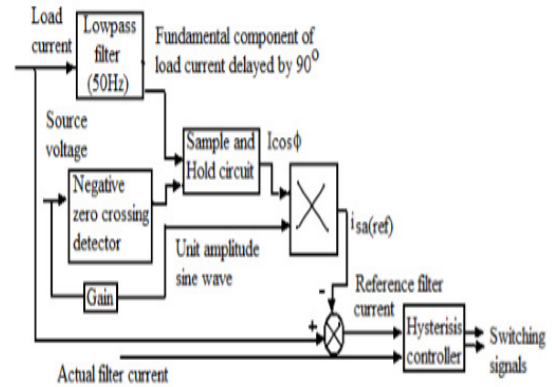 Load current
Lowpass filter (50Hz)
Fundamental component of load current delayed by 90°
Source voltage
Negative zero crossing detector
Sample and Hold circuit
Icosϕ
Gain
Unit amplitude sine wave
i sa(ref)
-
+
Reference filter current
Hysterisis controller
Switching signals
Actual filter current